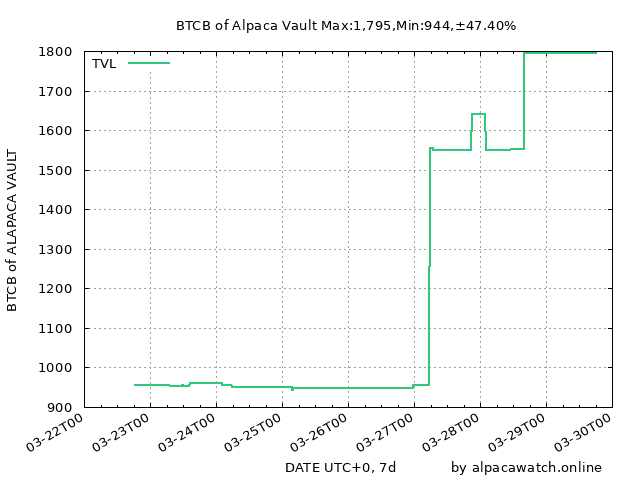 BTCB of Alpaca Vault Max:1,795,Min:944,±47.40%
TVL
1800
1700
1600
1500
1400
1300
1200
1100
1000
900
BTCB of ALAPACA VAULT
03-22T00
03-23T00
03-24T00
03-25T00
03-26T00
03-27T00
03-28T00
03-29T00
03-30T00
DATE UTC+0, 7d
by alpacawatch.online